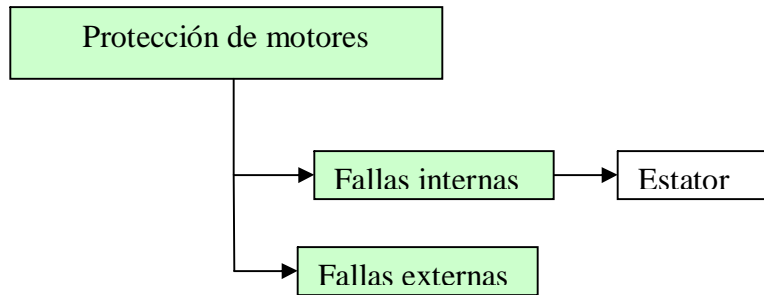 Protección de motores
Fallas internas
Estator
Fallas externas